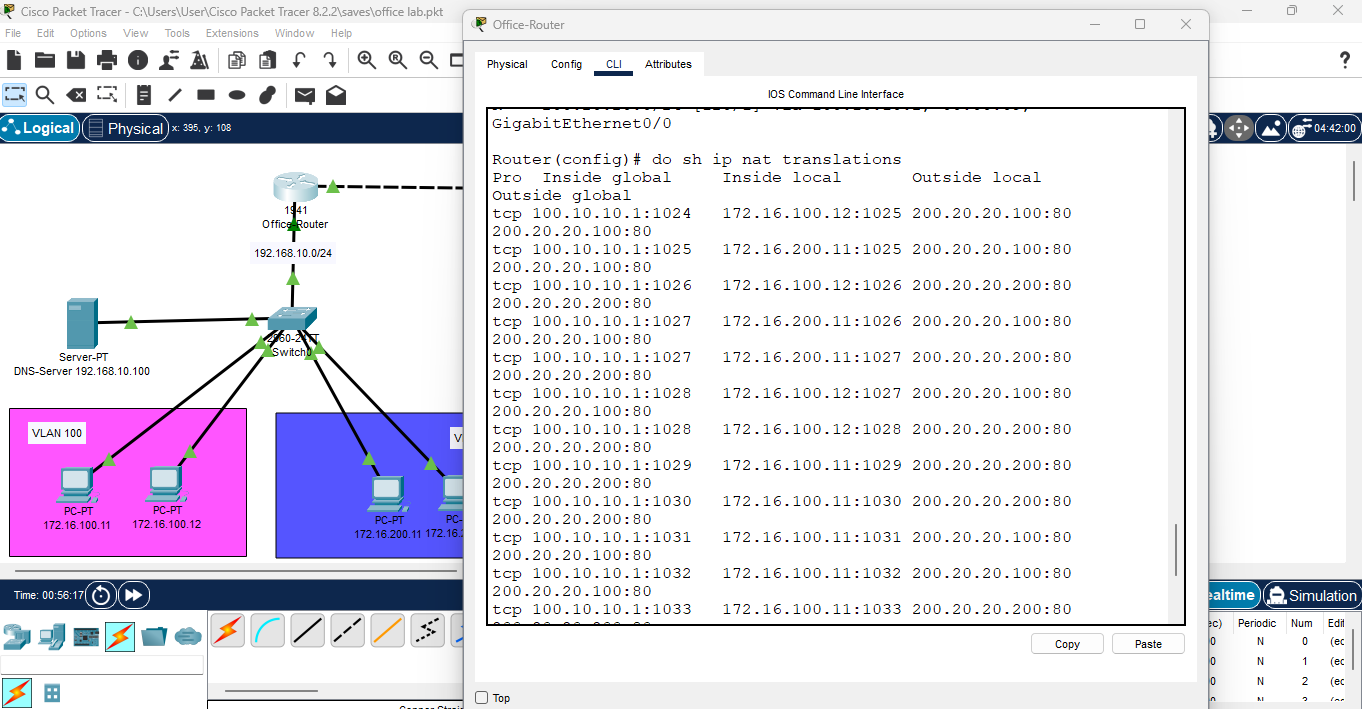 Cisco Packet Tracer - C:\Users\User\Cisco Packet Tracer 8.2.2\saves\office lab.pkt
File Edit Options View Tools Extensions Window Help
Logical
Physical
x: 395, y: 108
04:42:00
1941
Office-Router
192.168.10.0/24
2960-24TT
Switch0
Server-PT
DNS-Server 192.168.10.100
VLAN 100
PC-PT
172.16.100.11
PC-PT
172.16.100.12
PC-PT
172.16.200.11
PC-
172.16.2
Office-Router
Physical Config CLI Attributes
IOS Command Line Interface
GigabitEthernet0/0
Router(config)# do sh ip nat translations
Pro Inside global Inside local Outside local
Outside global
tcp 100.10.10.1:1024 172.16.100.12:1025 200.20.20.100:80
200.20.20.100:80
tcp 100.10.10.1:1025 172.16.200.11:1025 200.20.20.100:80
200.20.20.100:80
tcp 100.10.10.1:1026 172.16.100.12:1026 200.20.20.200:80
200.20.20.200:80
tcp 100.10.10.1:1027 172.16.200.11:1026 200.20.20.200:80
200.20.20.200:80
tcp 100.10.10.1:1027 172.16.200.11:1027 200.20.20.200:80
200.20.20.200:80
tcp 100.10.10.1:1028 172.16.100.12:1027 200.20.20.100:80
200.20.20.100:80
tcp 100.10.10.1:1028 172.16.100.12:1028 200.20.20.200:80
200.20.20.200:80
tcp 100.10.10.1:1029 172.16.100.11:1029 200.20.20.200:80
200.20.20.200:80
tcp 100.10.10.1:1030 172.16.100.11:1030 200.20.20.200:80
200.20.20.200:80
tcp 100.10.10.1:1031 172.16.100.11:1031 200.20.20.200:80
200.20.20.200:80
tcp 100.10.10.1:1032 172.16.100.11:1032 200.20.20.100:80
200.20.20.100:80
tcp 100.10.10.1:1033 172.16.100.11:1033 200.20.20.200:80
Copy Paste
Top
Time: 00:56:17
ealtime
Simulation
ec) Periodic Num Edit
0 N 0 (ec
0 N 1 (ec
0 N 2 (ec